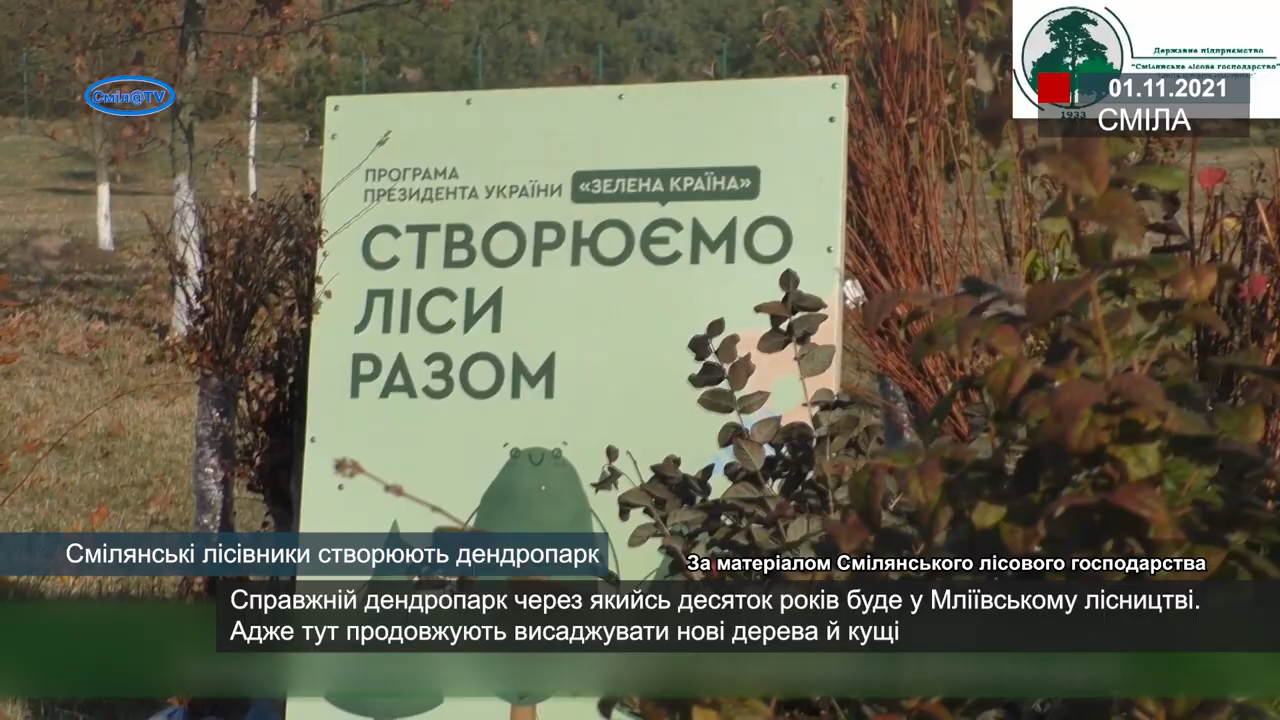 Сміл@TV
Державне підприємство
"Смілянське лісове господарство"
1933
01.11.2021
СМІЛА
ПРОГРАМА
ПРЕЗИДЕНТА УКРАЇНИ «ЗЕЛЕНА КРАЇНА»
СТВОРЮЄМО
ЛІСИ
РАЗОМ
Смілянські лісівники створюють дендропарк
За матеріалом Смілянського лісового господарства
Справжній дендропарк через якийсь десяток років буде у Мліївському лісництві.
Адже тут продовжують висаджувати нові дерева й кущі